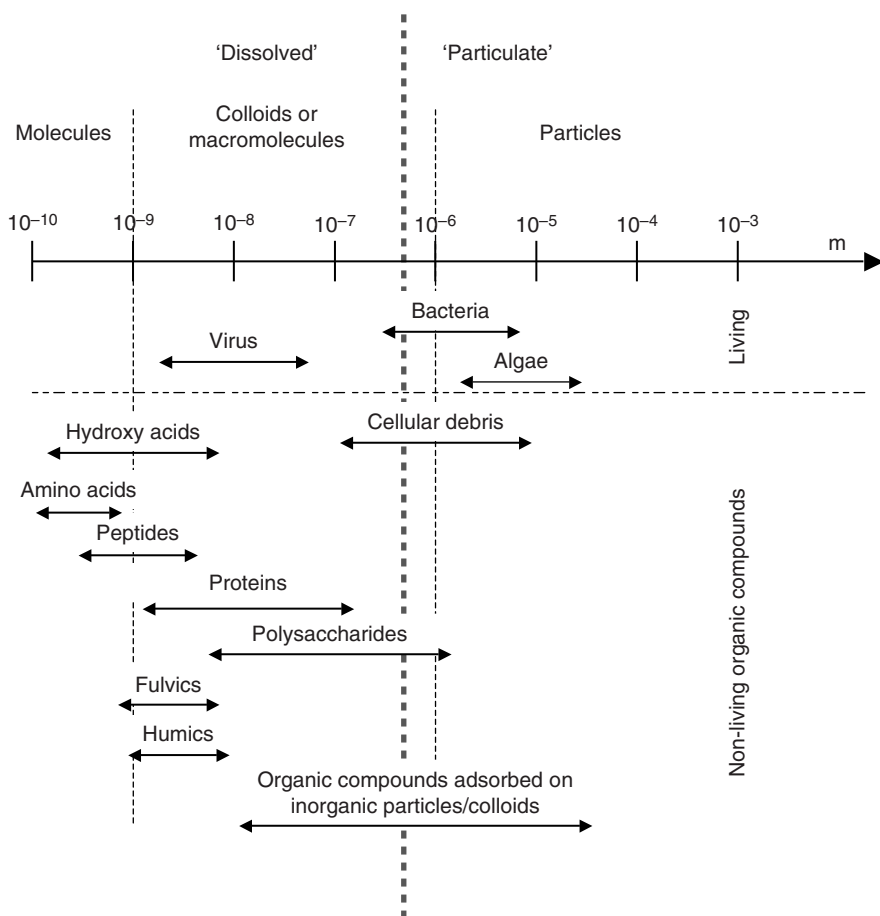 ‘Dissolved’
‘Particulate’
Colloids or
macromolecules
Molecules
Particles
10⁻¹⁰
10⁻⁹
10⁻⁸
10⁻⁷
10⁻⁶
10⁻⁵
10⁻⁴
10⁻³
m
Bacteria
Virus
Algae
Living
Cellular debris
Hydroxy acids
Amino acids
Peptides
Proteins
Polysaccharides
Fulvics
Humics
Organic compounds adsorbed on
inorganic particles/colloids
Non-living organic compounds